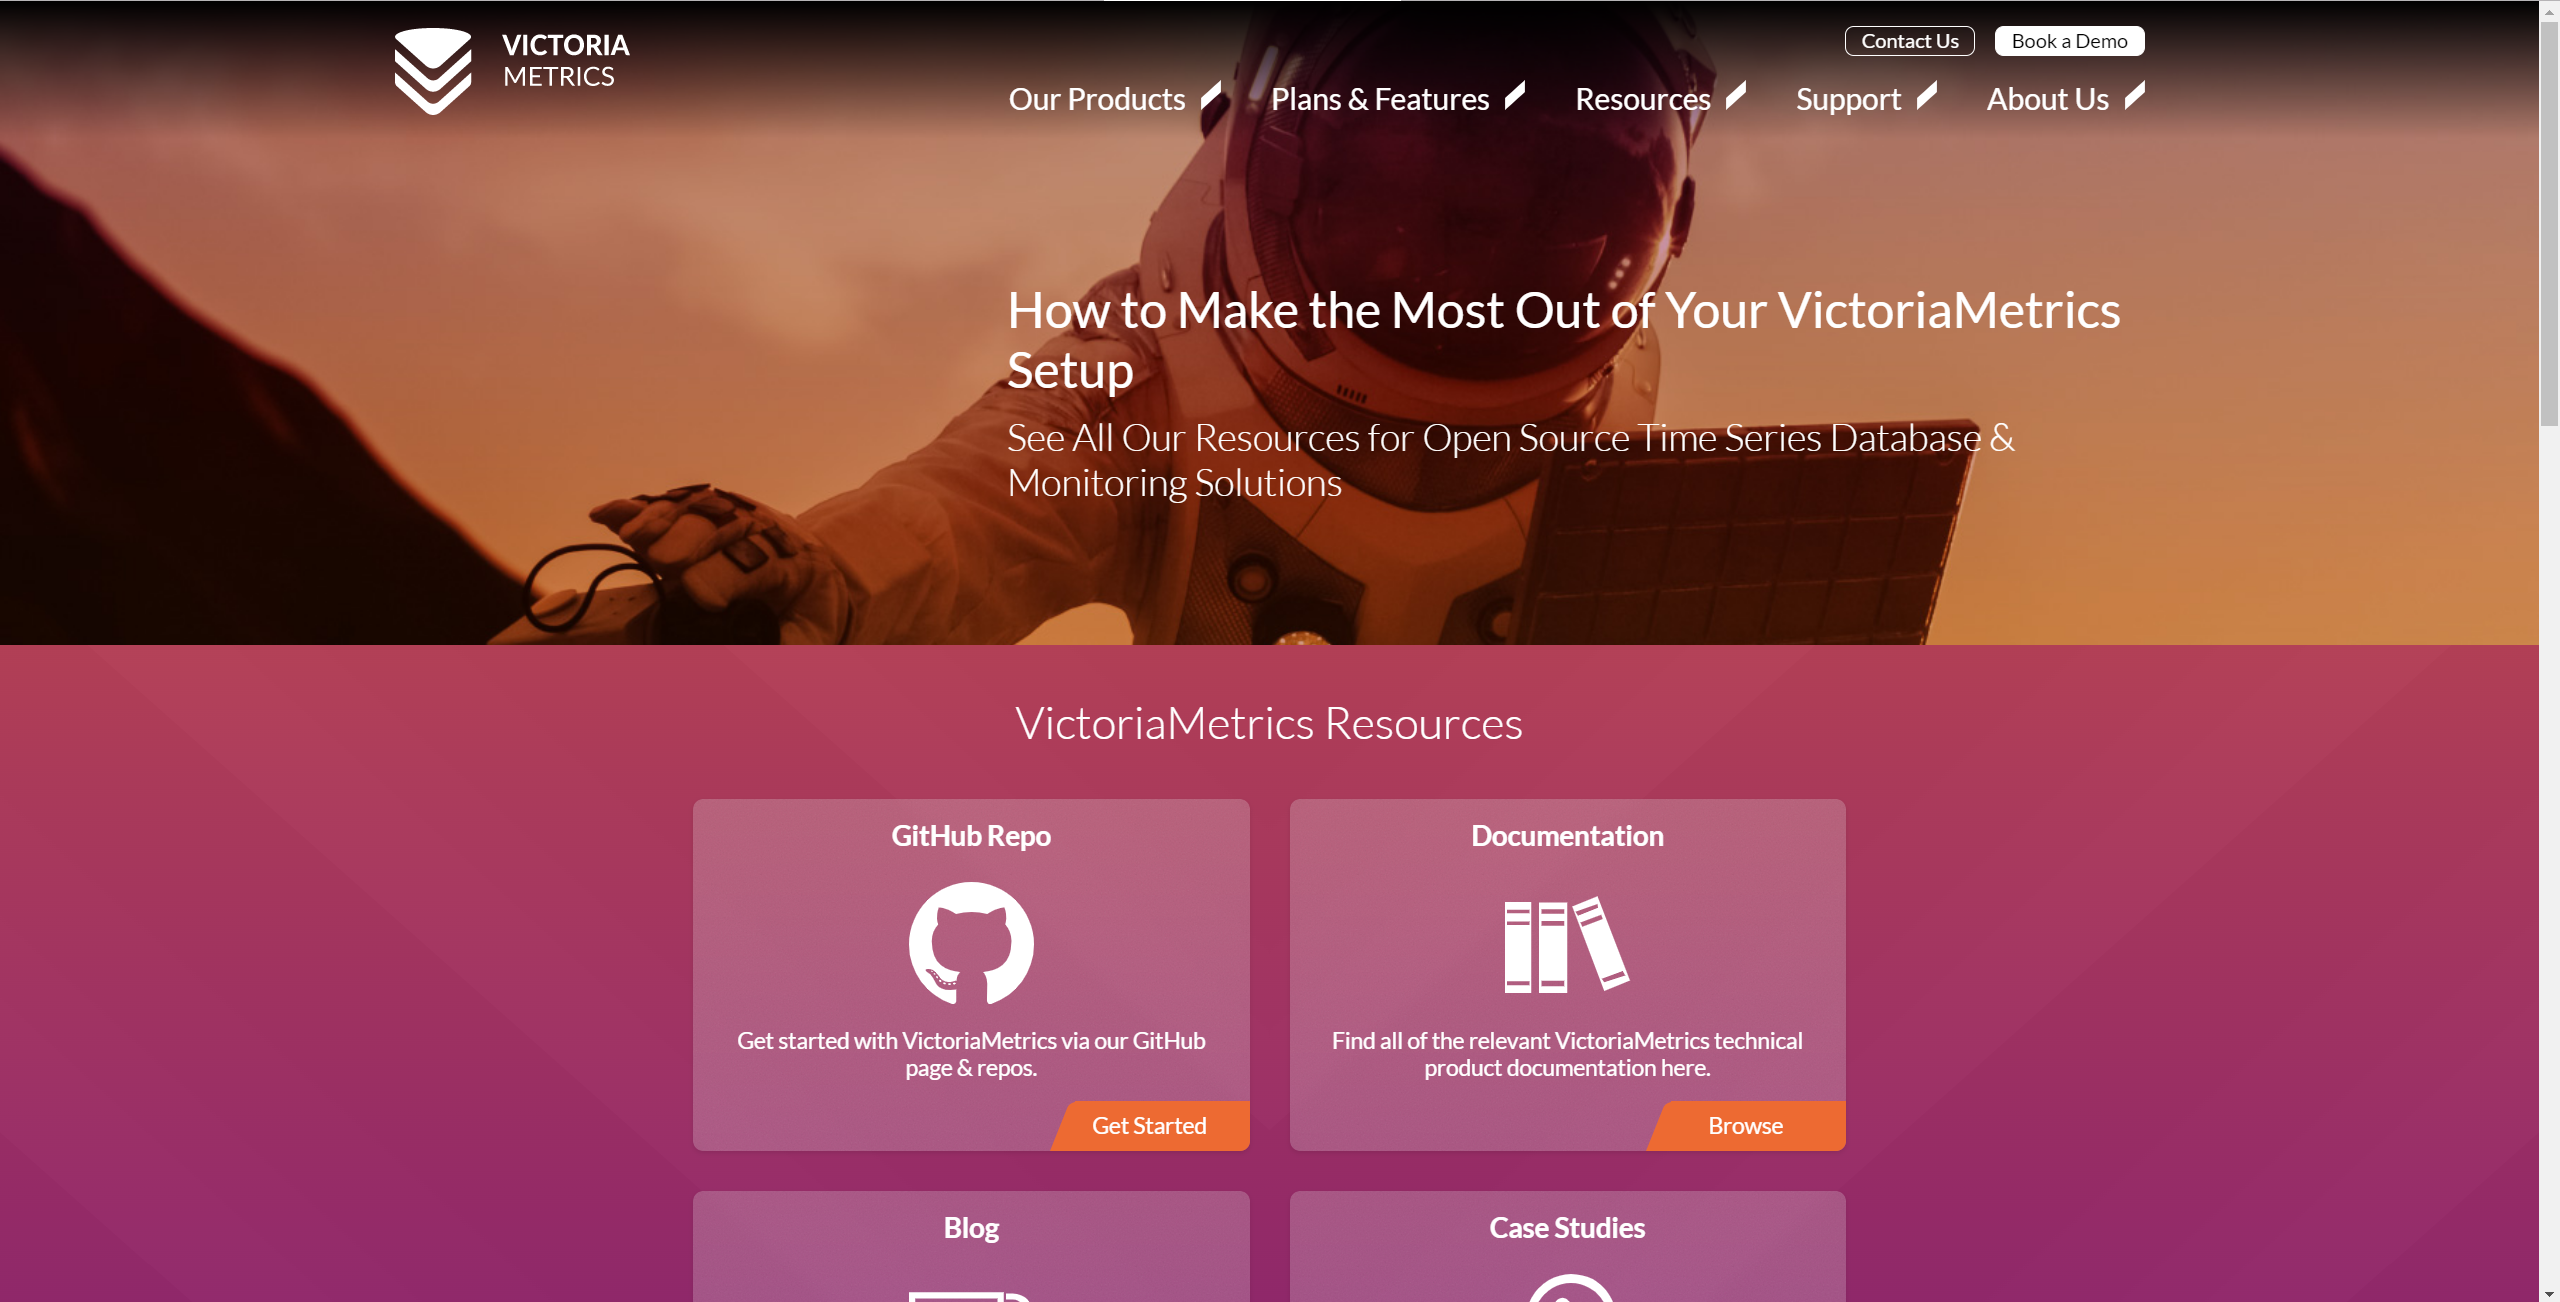 VICTORIA
METRICS
Contact Us
Book a Demo
Our Products
Plans & Features
Resources
Support
About Us
How to Make the Most Out of Your VictoriaMetrics
Setup
See All Our Resources for Open Source Time Series Database &
Monitoring Solutions
VictoriaMetrics Resources
GitHub Repo
Get started with VictoriaMetrics via our GitHub
page & repos.
Get Started
Documentation
Find all of the relevant VictoriaMetrics technical
product documentation here.
Browse
Blog
Case Studies